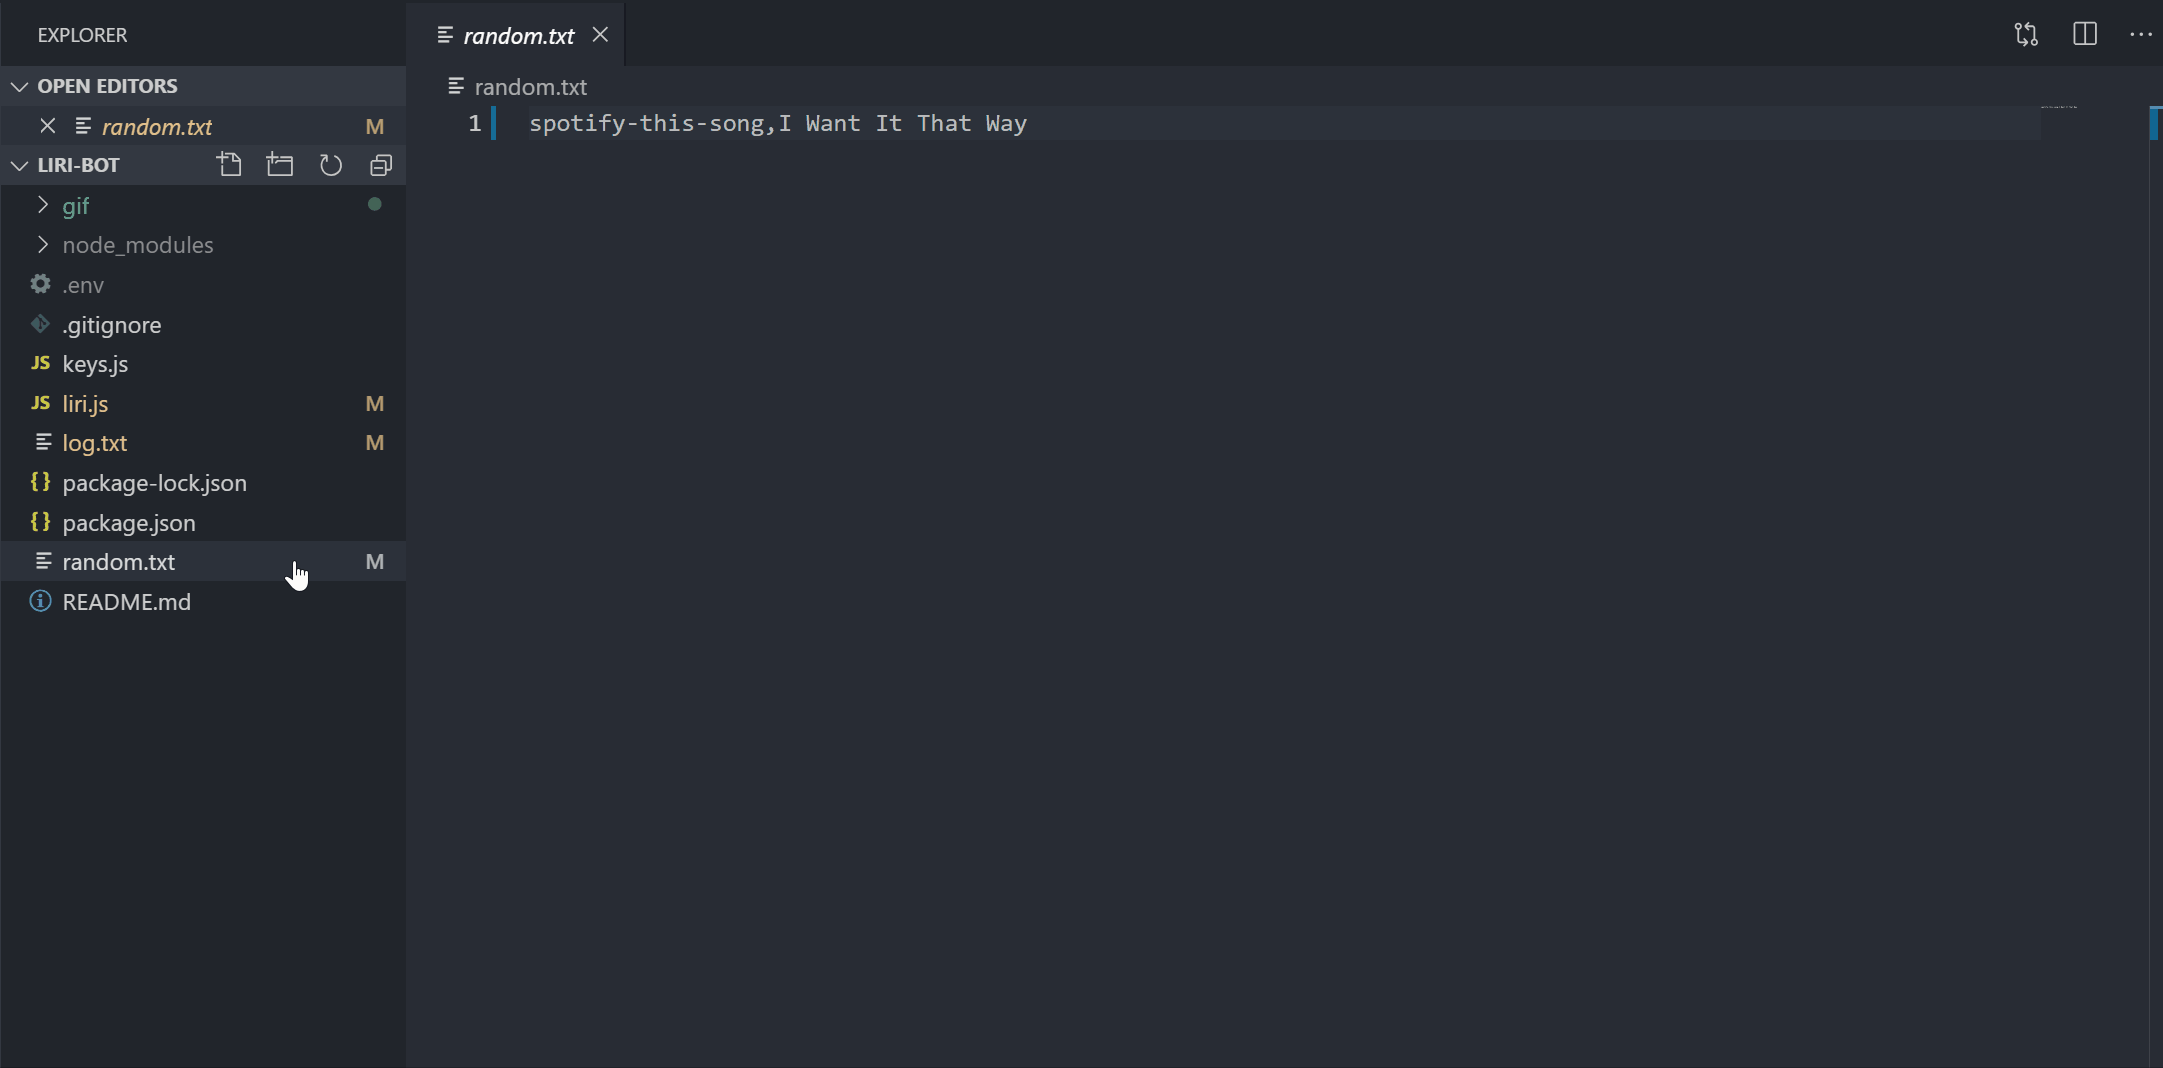 EXPLORER
OPEN EDITORS
random.txt M
LIRI-BOT
gif
node_modules
.env
.gitignore
JS keys.js
JS liri.js M
log.txt M
{} package-lock.json
{} package.json
random.txt M
README.md
random.txt
random.txt
1 spotify-this-song,I Want It That Way